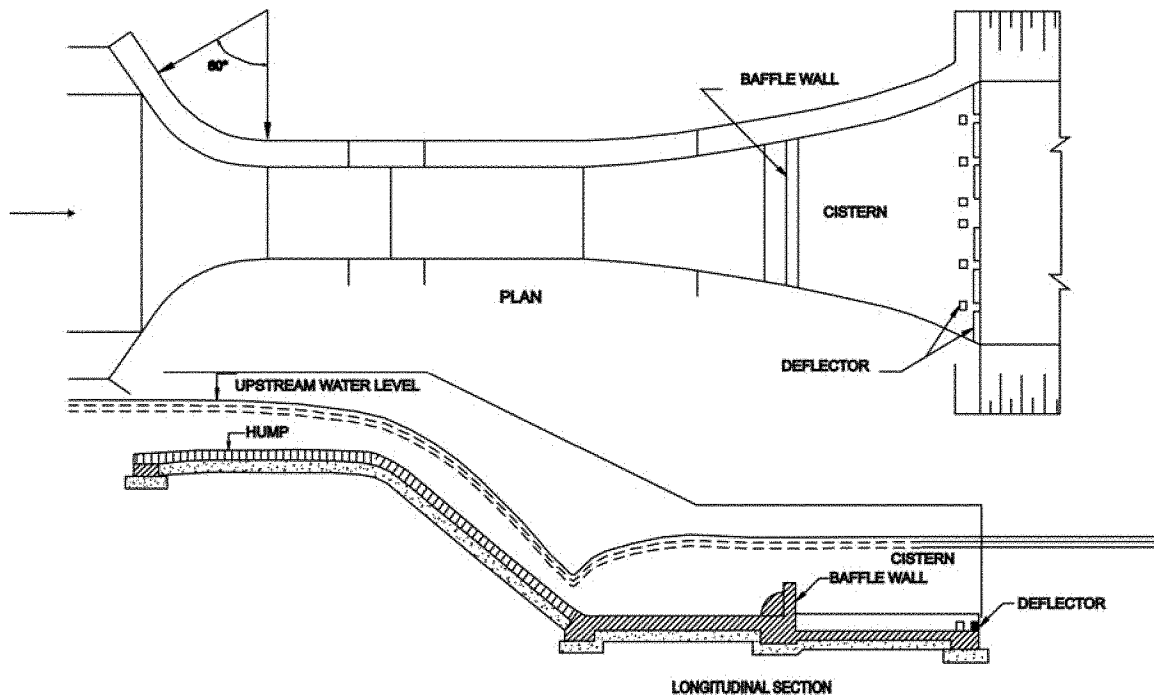 60°
BAFFLE WALL
CISTERN
PLAN
DEFLECTOR
UPSTREAM WATER LEVEL
HUMP
CISTERN
BAFFLE WALL
DEFLECTOR
LONGITUDINAL SECTION